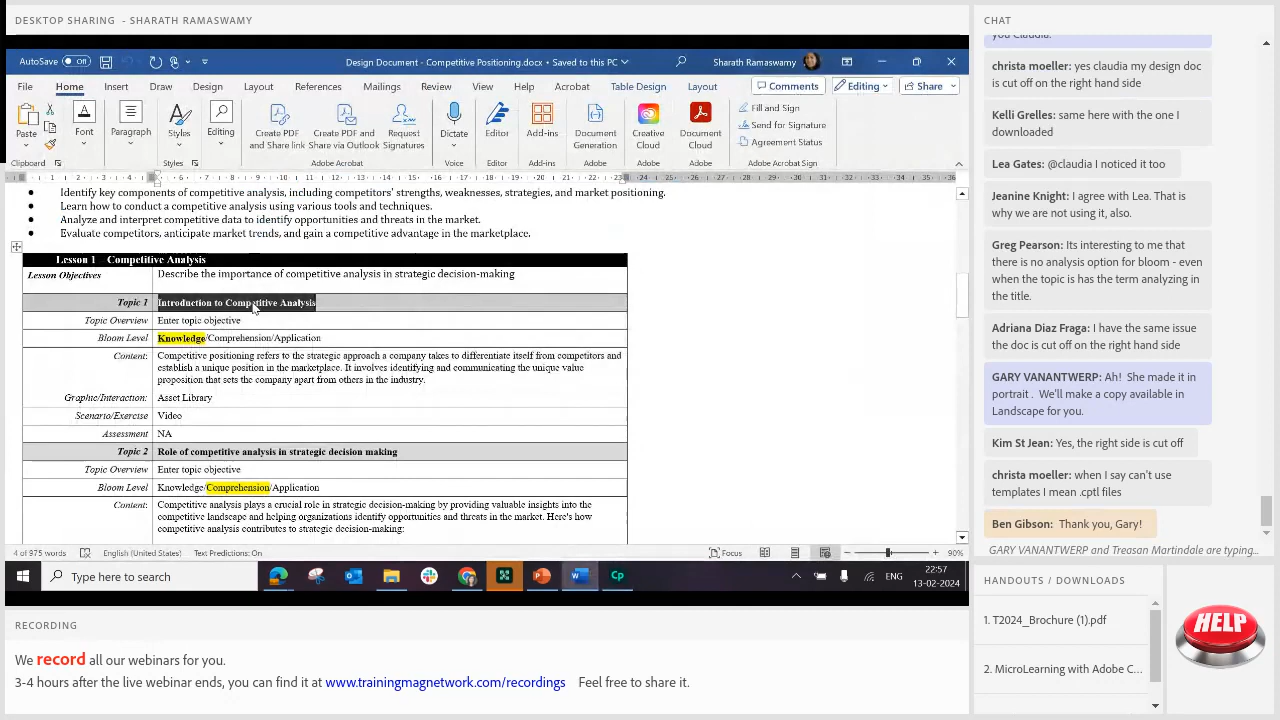 DESKTOP SHARING - SHARATH RAMASWAMY
AutoSave Off
Design Document - Competitive Positioning.docx • Saved to this PC
Sharath Ramaswamy
File Home Insert Draw Design Layout References Mailings Review View Help Acrobat Table Design Layout
Comments Editing Share
Paste
Font
Paragraph
Styles
Editing
Create PDF and Share link
Create PDF and Share via Outlook
Request Signatures
Dictate
Editor
Add-ins
Document Generation
Creative Cloud
Document Cloud
Fill and Sign
Send for Signature
Agreement Status
Clipboard
Styles
Adobe Acrobat
Voice
Editor
Add-ins
Adobe
Adobe Acrobat Sign
• Identify key components of competitive analysis, including competitors' strengths, weaknesses, strategies, and market positioning.
• Learn how to conduct a competitive analysis using various tools and techniques.
• Analyze and interpret competitive data to identify opportunities and threats in the market.
• Evaluate competitors, anticipate market trends, and gain a competitive advantage in the marketplace.
Lesson 1 Competitive Analysis
Lesson Objectives Describe the importance of competitive analysis in strategic decision-making
Topic 1 Introduction to Competitive Analysis
Topic Overview Enter topic objective
Bloom Level Knowledge/Comprehension/Application
Content: Competitive positioning refers to the strategic approach a company takes to differentiate itself from competitors and
establish a unique position in the marketplace. It involves identifying and communicating the unique value
proposition that sets the company apart from others in the industry.
Graphic/Interaction: Asset Library
Scenario/Exercise Video
Assessment NA
Topic 2 Role of competitive analysis in strategic decision making
Topic Overview Enter topic objective
Bloom Level Knowledge/Comprehension/Application
Content: Competitive analysis plays a crucial role in strategic decision-making by providing valuable insights into the
competitive landscape and helping organizations identify opportunities and threats in the market. Here's how
competitive analysis contributes to strategic decision-making:
4 of 975 words English (United States) Text Predictions: On
Focus 90%
Type here to search
Cp
ENG
22:57
13-02-2024
RECORDING
We record all our webinars for you.
3-4 hours after the live webinar ends, you can find it at www.trainingmagnetwork.com/recordings Feel free to share it.
CHAT
you Claudia.
christa moeller: yes claudia my design doc
is cut off on the right hand side
Kelli Grelles: same here with the one I
downloaded
Lea Gates: @claudia I noticed it too
Jeanine Knight: I agree with Lea. That is
why we are not using it, also.
Greg Pearson: Its interesting to me that
there is no analysis option for bloom - even
when the topic is has the term analyzing in
the title.
Adriana Diaz Fraga: I have the same issue
the doc is cut off on the right side
GARY VANANTWERP: Ah! She made it in
portrait . We'll make a copy available in
Landscape for you.
Kim St Jean: Yes, the right side is cut off
christa moeller: when I say can't use
templates I mean .cptl files
Ben Gibson: Thank you, Gary!
GARY VANANTWERP and Treasan Martindale are typing...
HANDOUTS / DOWNLOADS
1. T2024_Brochure (1).pdf
2. MicroLearning with Adobe C...
HELP